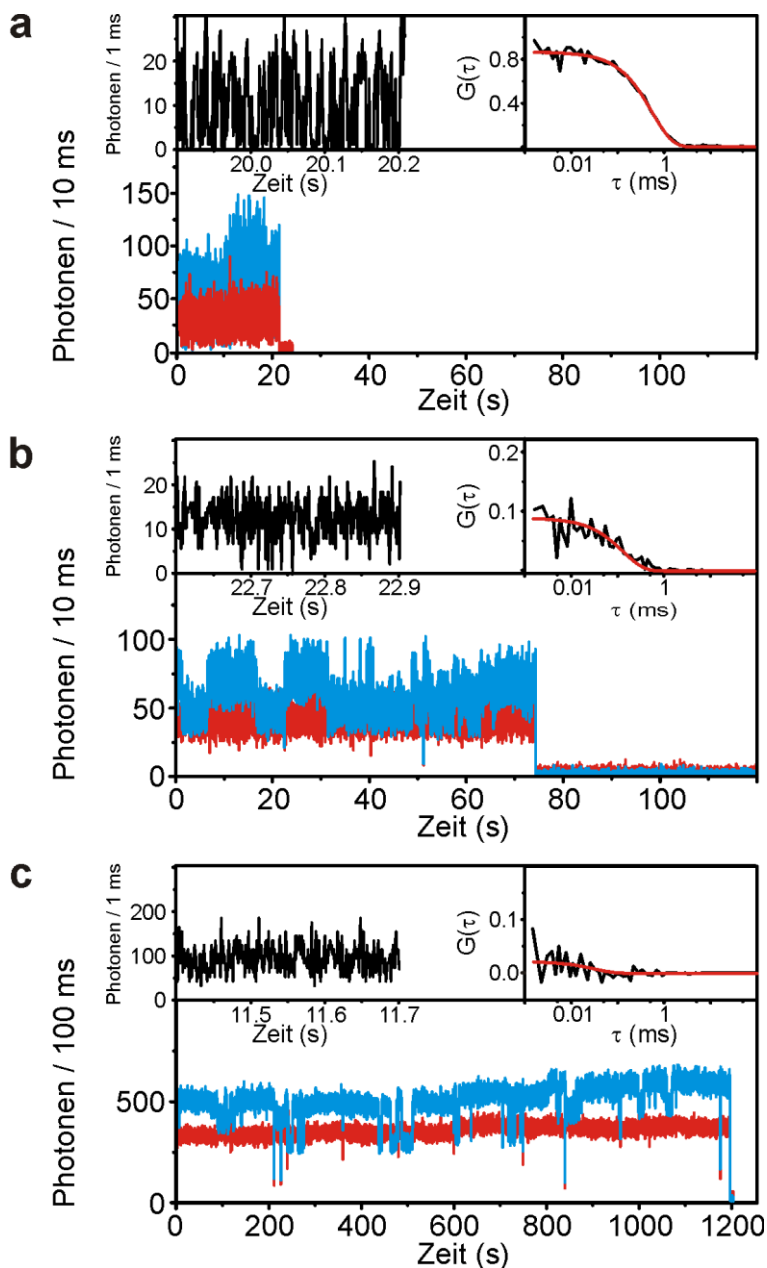 a
Photonen / 1 ms
20
10
0
20.0 20.1 20.2
Zeit (s)
G(τ)
0.8
0.4
0.01 1
τ (ms)
Photonen / 10 ms
150
100
50
0
0 20 40 60 80 100
Zeit (s)
b
Photonen / 1 ms
20
10
0
22.7 22.8 22.9
Zeit (s)
G(τ)
0.2
0.1
0.01 1
τ (ms)
Photonen / 10 ms
100
50
0
0 20 40 60 80 100
Zeit (s)
c
Photonen / 1 ms
200
100
0
11.5 11.6 11.7
Zeit (s)
G(τ)
0.1
0.0
0.01 1
τ (ms)
Photonen / 100 ms
500
0
0 200 400 600 800 1000 1200
Zeit (s)